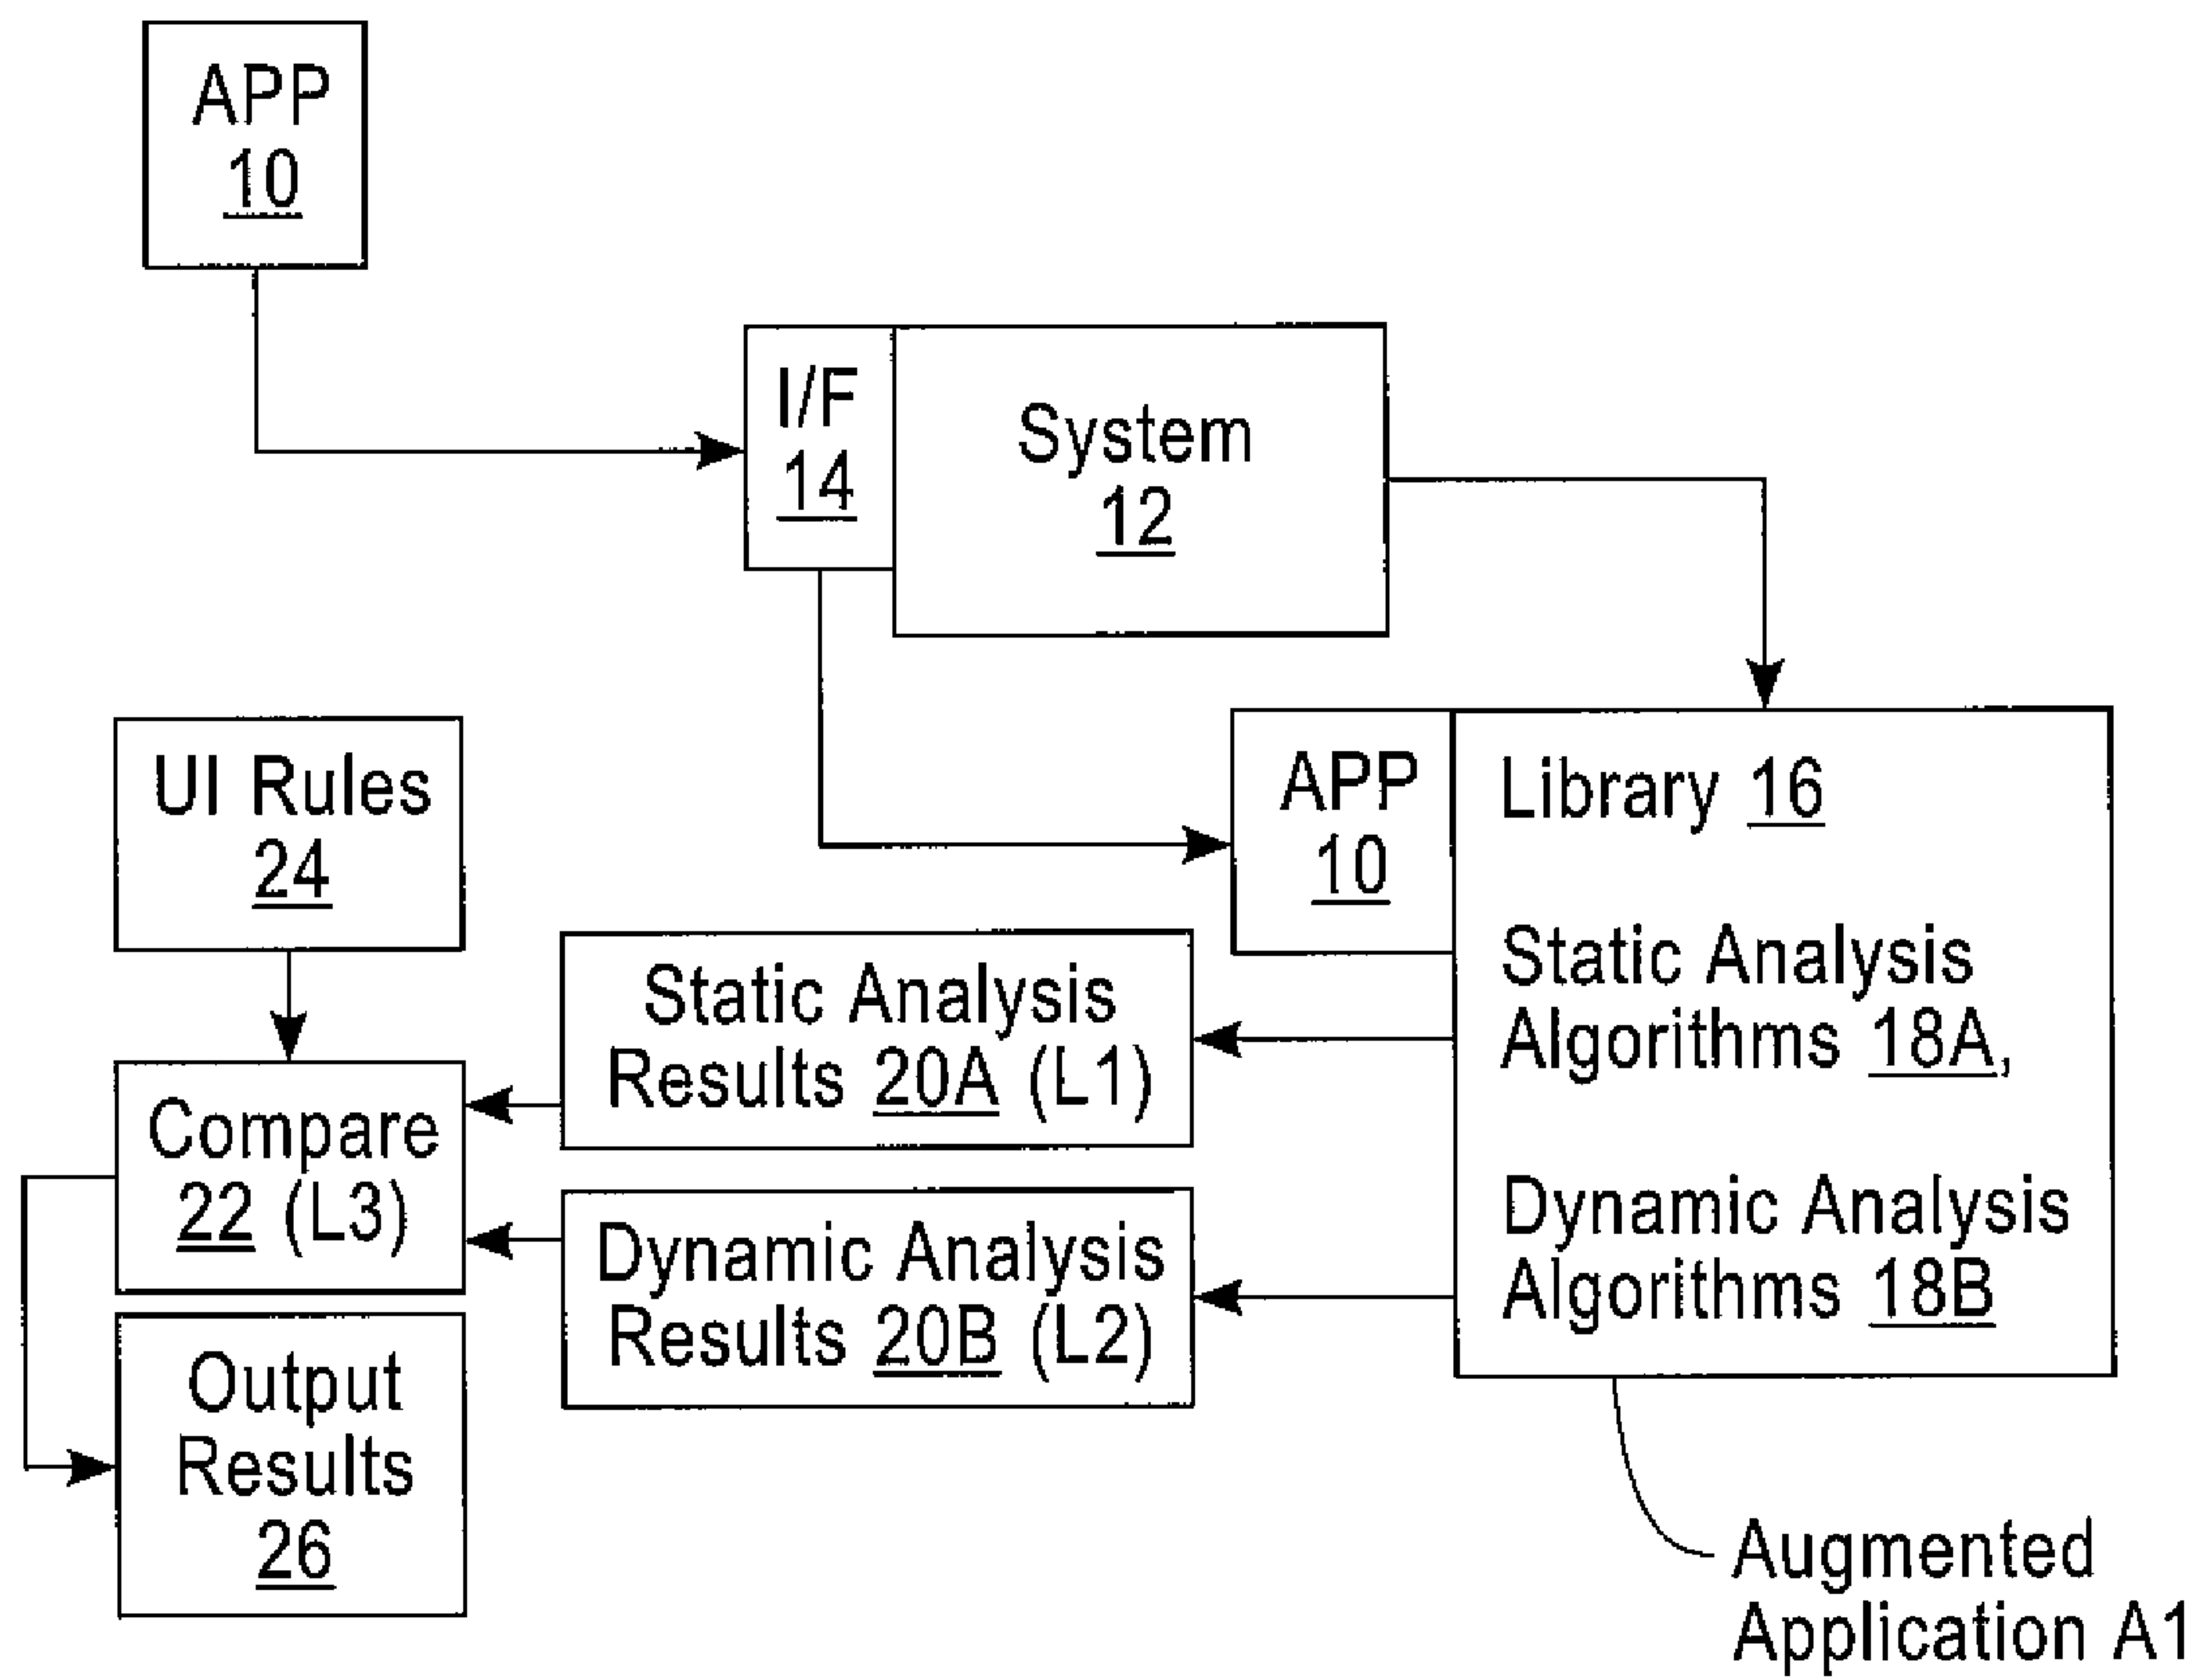 APP
10
I/F
14
System
12
UI Rules
24
APP
10
Library 16
Static Analysis
Algorithms 18A,
Dynamic Analysis
Algorithms 18B
Static Analysis
Results 20A (L1)
Compare
22 (L3)
Dynamic Analysis
Results 20B (L2)
Output
Results
26
Augmented
Application A1